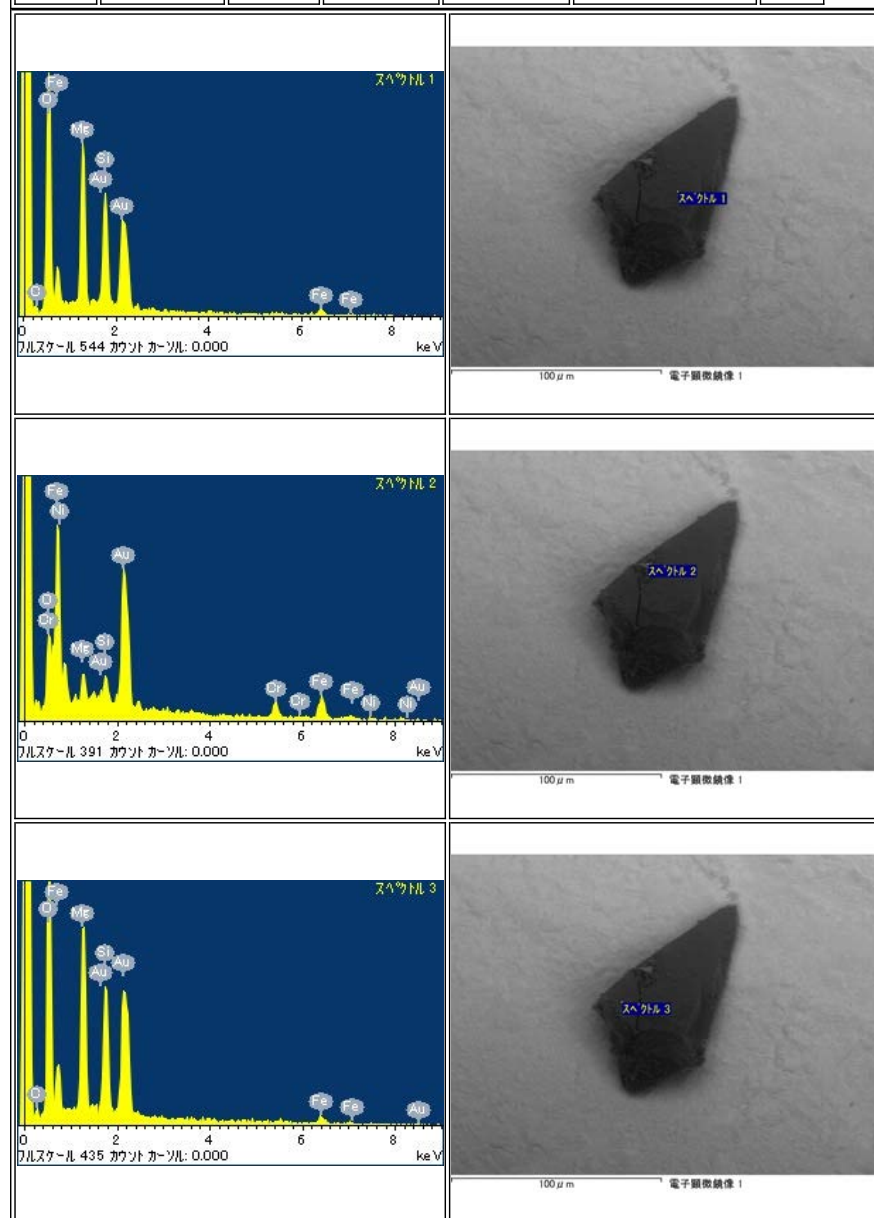 スペクトル 1
Fe
O
Mg
Si
Au
Au
C
Fe
Fe
0 2 4 6 8
フルスケール 544 カウント カーソル: 0.000 keV
スペクトル 1
100μm 電子顕微鏡像 1
スペクトル 2
Fe
Ni
Au
O
Cr
Mg
Si
Au
Cr
Cr
Fe
Fe
Ni
Ni
Au
0 2 4 6 8
フルスケール 391 カウント カーソル: 0.000 keV
スペクトル 2
100μm 電子顕微鏡像 1
スペクトル 3
Fe
O
Mg
Si
Au
Au
C
Fe
Fe
Au
0 2 4 6 8
フルスケール 435 カウント カーソル: 0.000 keV
スペクトル 3
100μm 電子顕微鏡像 1